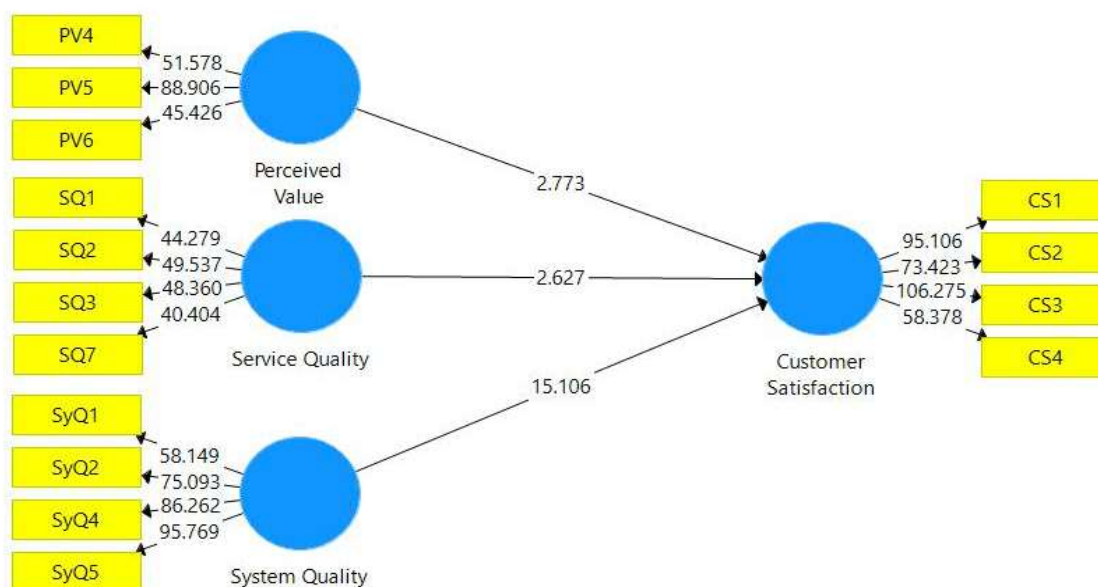 PV4
51.578
PV5
88.906
PV6
45.426
Perceived
Value
2.773
SQ1
44.279
SQ2
49.537
SQ3
48.360
SQ7
40.404
Service Quality
2.627
SyQ1
58.149
SyQ2
75.093
SyQ4
86.262
SyQ5
95.769
System Quality
15.106
Customer
Satisfaction
CS1
95.106
CS2
73.423
CS3
106.275
CS4
58.378